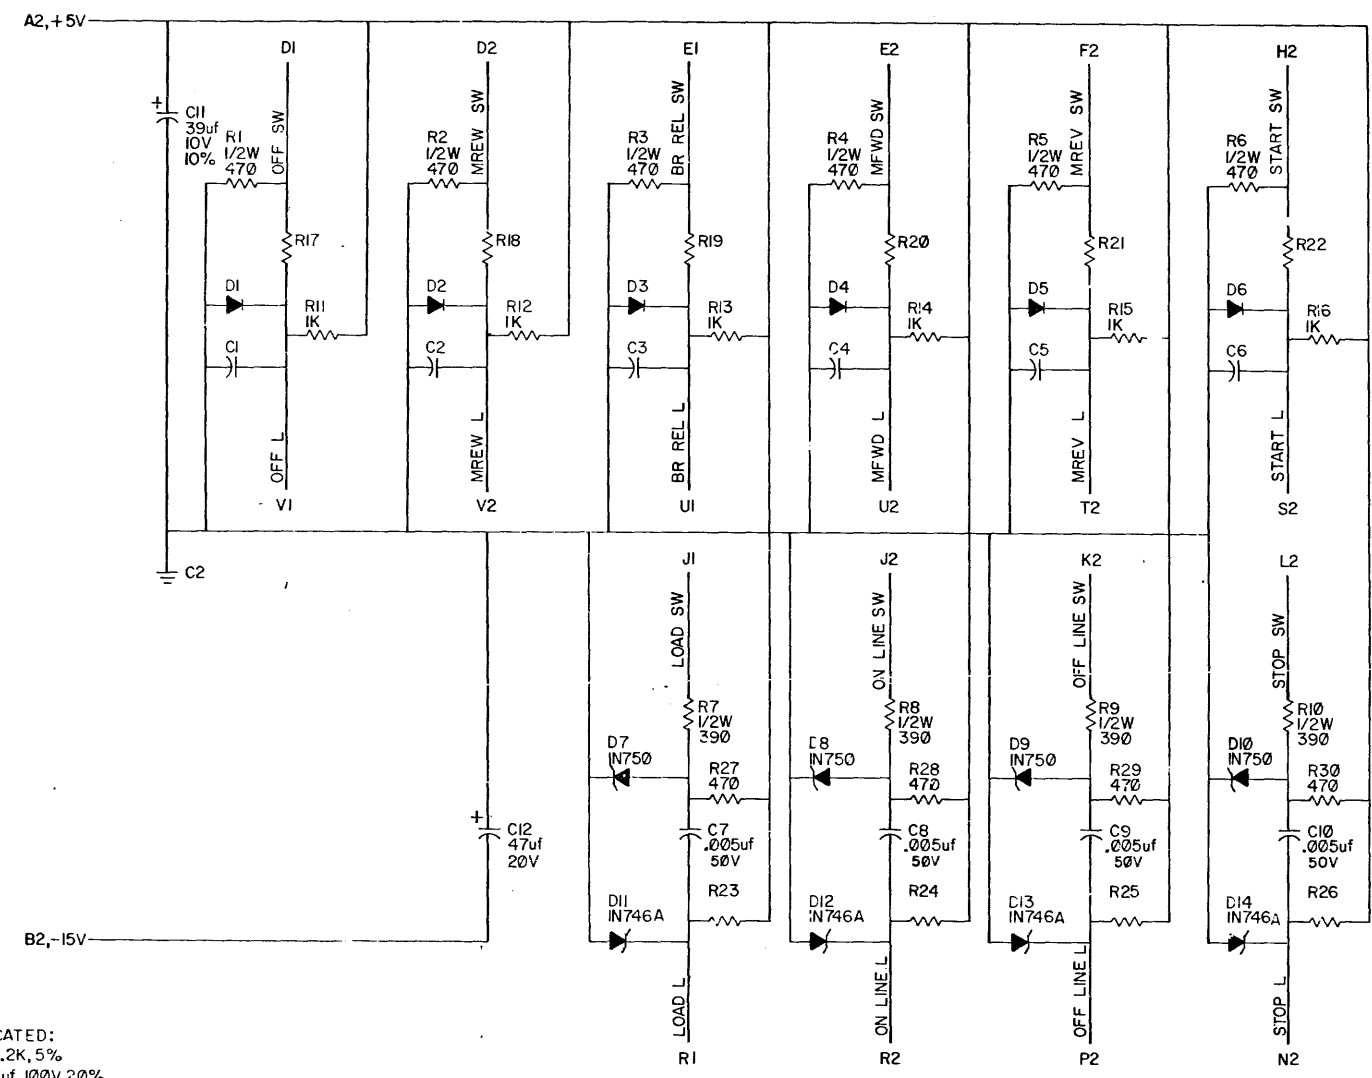 A2,+5V
D1
D2
E1
E2
F2
H2
+
C11
39uf
10V
10%
R1
1/2W
470
OFF SW
R2
1/2W
470
MREW SW
R3
1/2W
470
BR REL SW
R4
1/2W
470
MFWD SW
R5
1/2W
470
MREV SW
R6
1/2W
470
START SW
R17
R18
R19
R20
R21
R22
D1
D2
D3
D4
D5
D6
R11
1K
R12
1K
R13
1K
R14
1K
R15
1K
R16
1K
C1
C2
C3
C4
C5
C6
OFF L
MREW L
BR REL L
MFWD L
MREV L
START L
V1
V2
U1
U2
T2
S2
C2
J1
J2
K2
L2
LOAD SW
ON LINE SW
OFF LINE SW
STOP SW
R7
1/2W
390
R8
1/2W
390
R9
1/2W
390
R10
1/2W
390
D7
IN750
D8
IN750
D9
IN750
D10
IN750
R27
470
R28
470
R29
470
R30
470
+
C12
47uf
20V
C7
.005uf
50V
C8
.005uf
50V
C9
.005uf
50V
C10
.005uf
50V
R23
R24
R25
R26
D11
IN746A
D12
IN746A
D13
IN746A
D14
IN746A
B2,-15V
LOAD L
ON LINE L
OFF LINE L
STOP L
R1
R2
P2
N2
CATED:
.2K,5%
uf,100V,20%